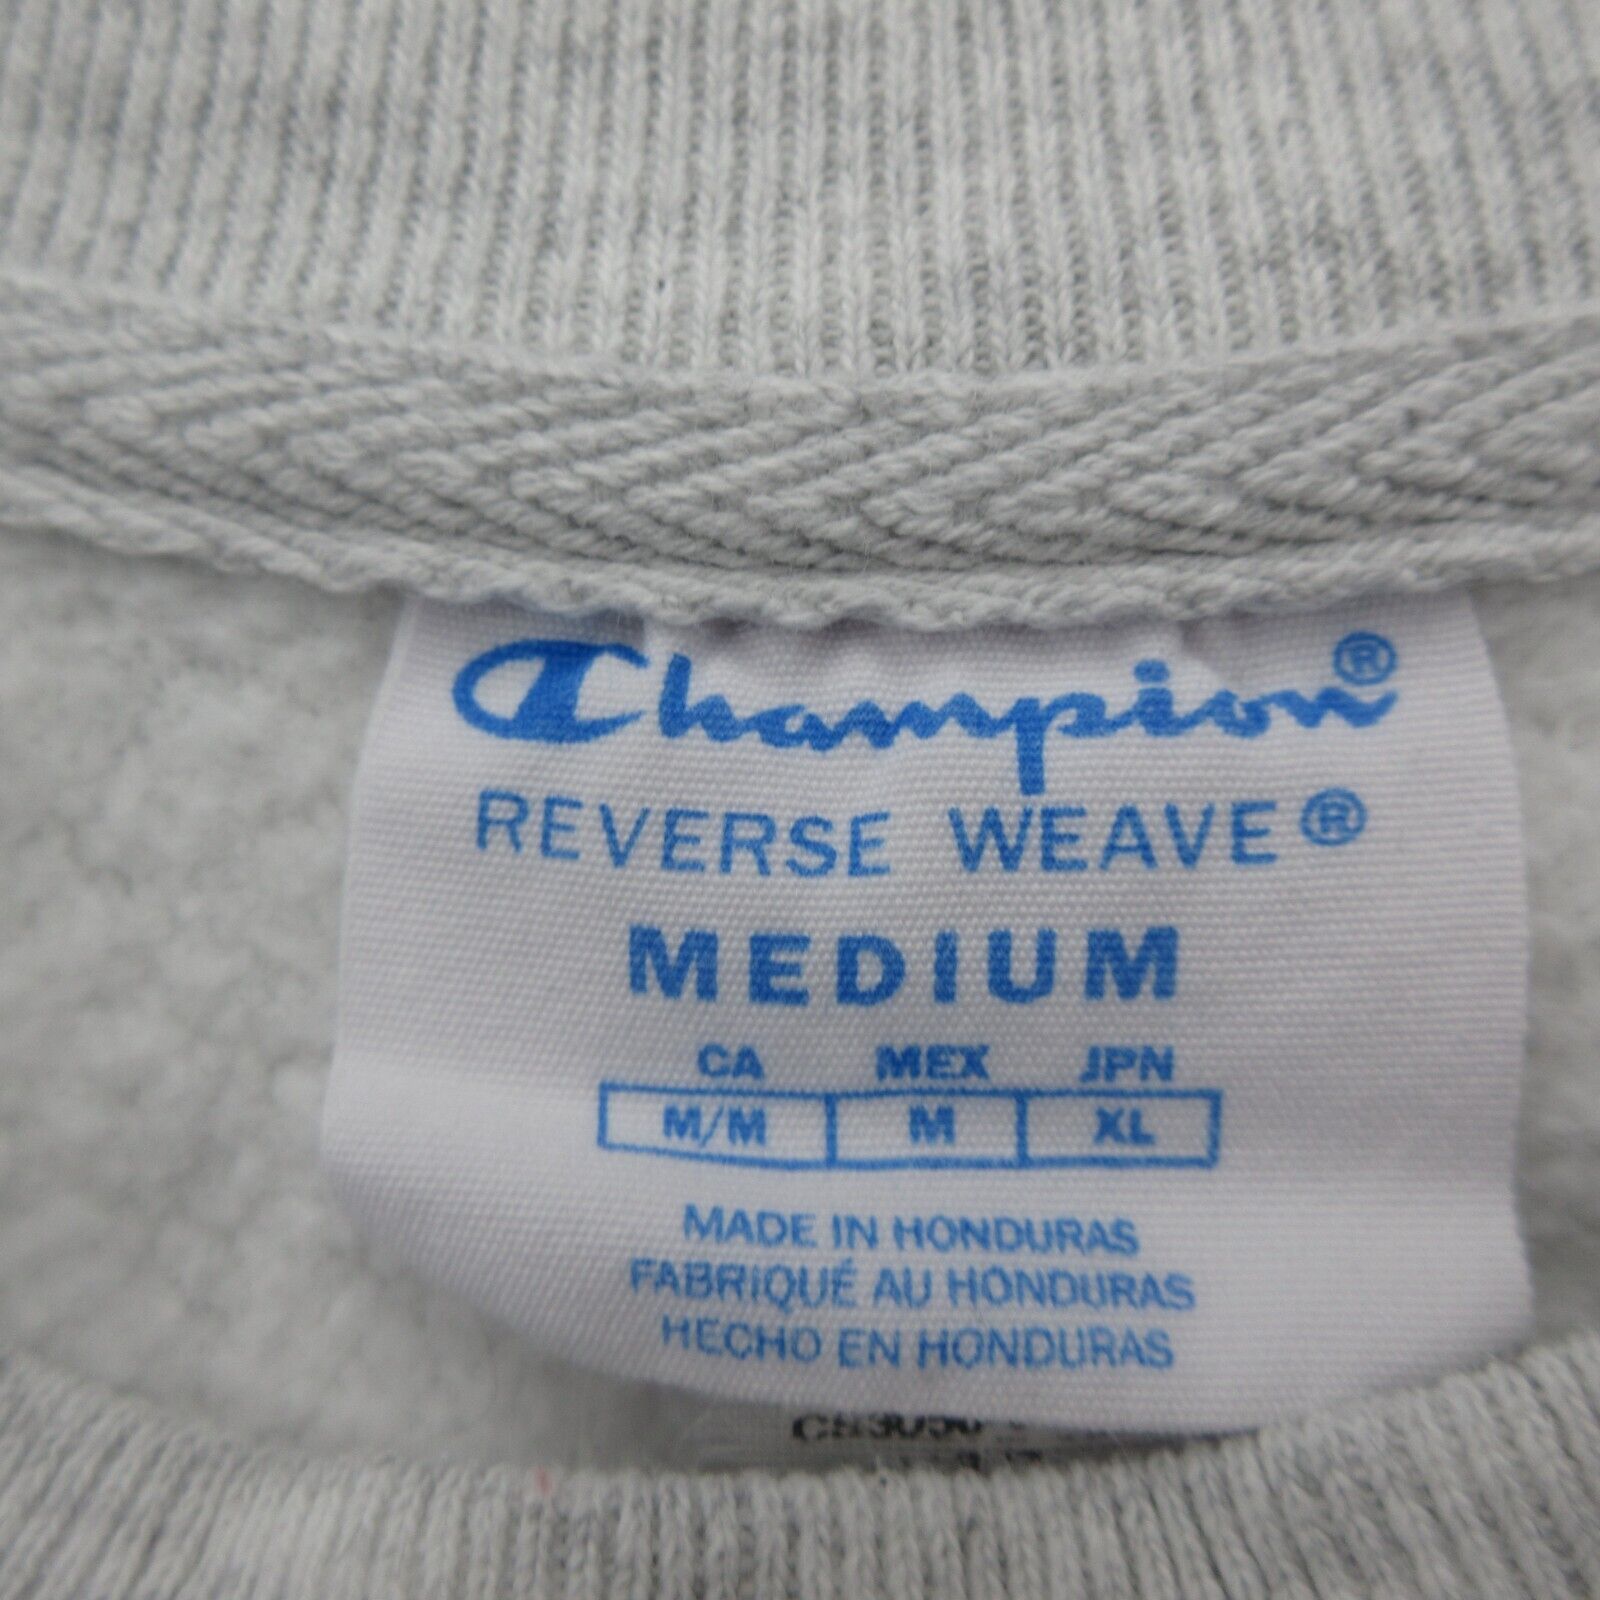 Champion®
REVERSE WEAVE®
MEDIUM
CA MEX JPN
M/M M XL
MADE IN HONDURAS
FABRIQUÉ AU HONDURAS
HECHO EN HONDURAS